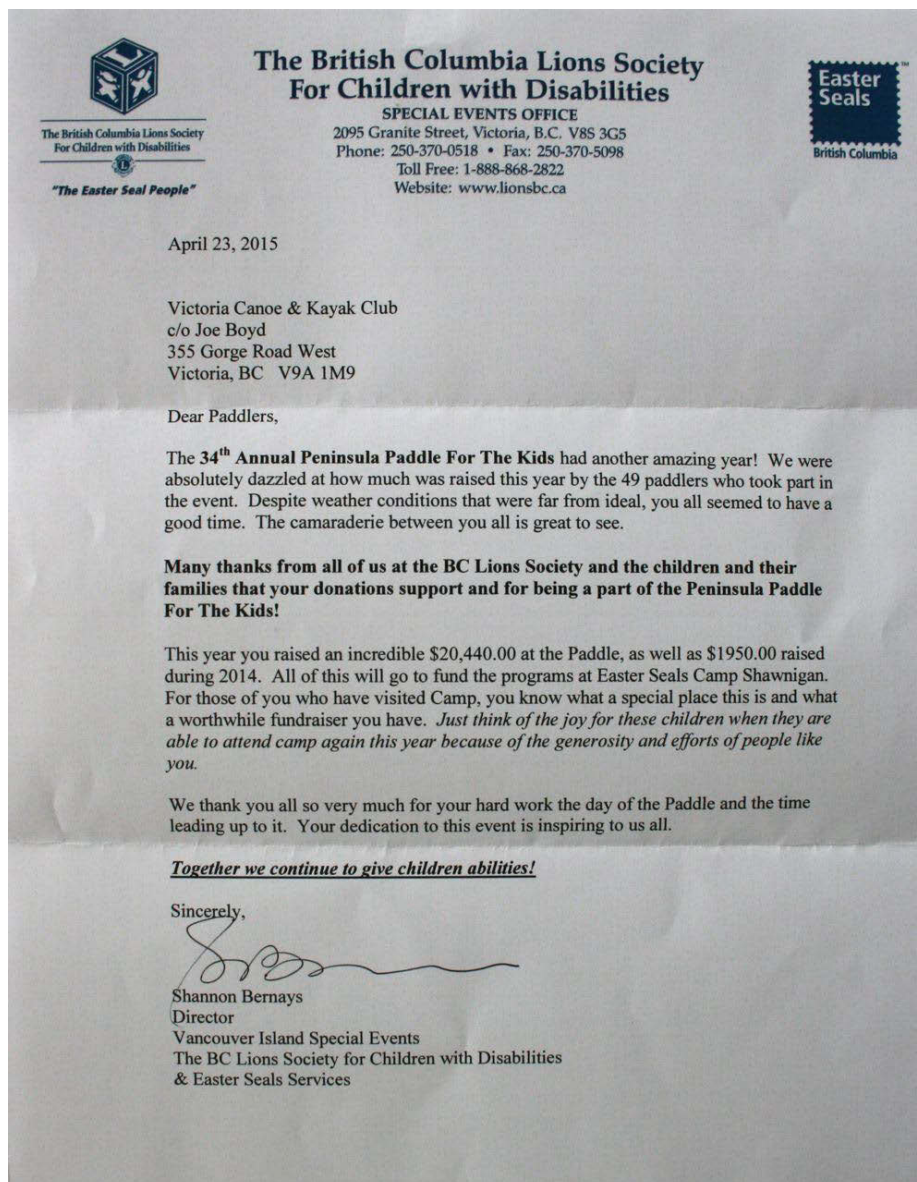 The British Columbia Lions Society
For Children with Disabilities
"The Easter Seal People"
The British Columbia Lions Society
For Children with Disabilities
SPECIAL EVENTS OFFICE
2095 Granite Street, Victoria, B.C. V8S 3G5
Phone: 250-370-0518 • Fax: 250-370-5098
Toll Free: 1-888-868-2822
Website: www.lionsbc.ca
Easter
Seals
TM
British Columbia
April 23, 2015
Victoria Canoe & Kayak Club
c/o Joe Boyd
355 Gorge Road West
Victoria, BC V9A 1M9
Dear Paddlers,
The 34th Annual Peninsula Paddle For The Kids had another amazing year! We were
absolutely dazzled at how much was raised this year by the 49 paddlers who took part in
the event. Despite weather conditions that were far from ideal, you all seemed to have a
good time. The camaraderie between you all is great to see.
Many thanks from all of us at the BC Lions Society and the children and their
families that your donations support and for being a part of the Peninsula Paddle
For The Kids!
This year you raised an incredible $20,440.00 at the Paddle, as well as $1950.00 raised
during 2014. All of this will go to fund the programs at Easter Seals Camp Shawnigan.
For those of you who have visited Camp, you know what a special place this is and what
a worthwhile fundraiser you have. Just think of the joy for these children when they are
able to attend camp again this year because of the generosity and efforts of people like
you.
We thank you all so very much for your hard work the day of the Paddle and the time
leading up to it. Your dedication to this event is inspiring to us all.
Together we continue to give children abilities!
Sincerely,
Shannon Bernays
Director
Vancouver Island Special Events
The BC Lions Society for Children with Disabilities
& Easter Seals Services